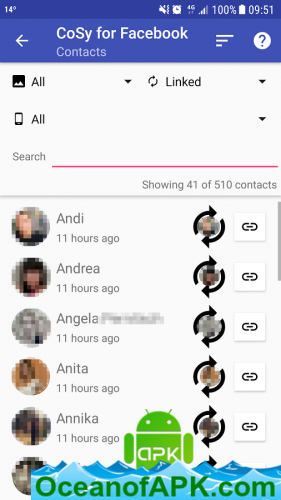 14° 4G 100% 09:51
CoSy for Facebook
Contacts
All Linked
All
Search
Showing 41 of 510 contacts
Andi
11 hours ago
Andrea
11 hours ago
Angela
11 hours ago
Anita
11 hours ago
Annika
11 hours ago
APK
OceanofAPK.com